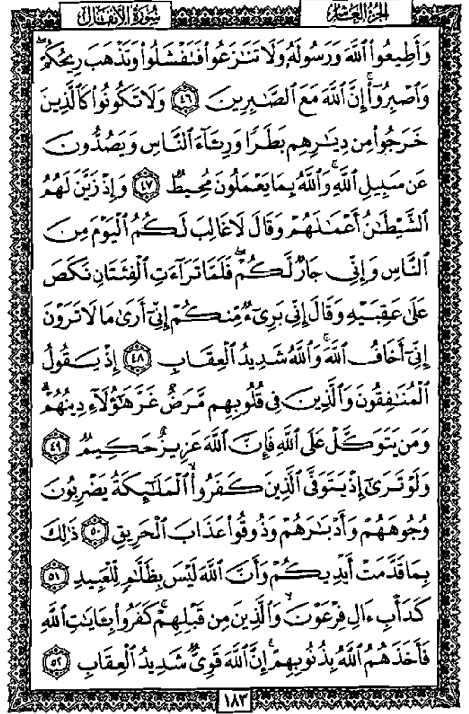 الجزء العاشر
سورة الأنفال
وَأَطِيعُوا۟ ٱللَّهَ وَرَسُولَهُۥ وَلَا تَنَـٰزَعُوا۟ فَتَفْشَلُوا۟ وَتَذْهَبَ رِيحُكُمْ ۖ
وَٱصْبِرُوٓا۟ ۚ إِنَّ ٱللَّهَ مَعَ ٱلصَّـٰبِرِينَ ٤٦ وَلَا تَكُونُوا۟ كَٱلَّذِينَ
خَرَجُوا۟ مِن دِيَـٰرِهِم بَطَرًا وَرِئَآءَ ٱلنَّاسِ وَيَصُدُّونَ
عَن سَبِيلِ ٱللَّهِ ۚ وَٱللَّهُ بِمَا يَعْمَلُونَ مُحِيطٌ ٤٧ وَإِذْ زَيَّنَ لَهُمُ
ٱلشَّيْطَـٰنُ أَعْمَـٰلَهُمْ وَقَالَ لَا غَالِبَ لَكُمُ ٱلْيَوْمَ مِنَ
ٱلنَّاسِ وَإِنِّى جَارٌ لَّكُمْ ۖ فَلَمَّا تَرَآءَتِ ٱلْفِئَتَانِ نَكَصَ
عَلَىٰ عَقِبَيْهِ وَقَالَ إِنِّى بَرِىٓءٌ مِّنكُمْ إِنِّىٓ أَرَىٰ مَا لَا تَرَوْنَ
إِنِّىٓ أَخَافُ ٱللَّهَ ۚ وَٱللَّهُ شَدِيدُ ٱلْعِقَابِ ٤٨ إِذْ يَقُولُ
ٱلْمُنَـٰفِقُونَ وَٱلَّذِينَ فِى قُلُوبِهِم مَّرَضٌ غَرَّ هَـٰٓؤُلَآءِ دِينُهُمْ ۗ
وَمَن يَتَوَكَّلْ عَلَى ٱللَّهِ فَإِنَّ ٱللَّهَ عَزِيزٌ حَكِيمٌ ٤٩
وَلَوْ تَرَىٰٓ إِذْ يَتَوَفَّى ٱلَّذِينَ كَفَرُوا۟ ۙ ٱلْمَلَـٰٓئِكَةُ يَضْرِبُونَ
وُجُوهَهُمْ وَأَدْبَـٰرَهُمْ وَذُوقُوا۟ عَذَابَ ٱلْحَرِيقِ ٥٠ ذَٰلِكَ
بِمَا قَدَّمَتْ أَيْدِيكُمْ وَأَنَّ ٱللَّهَ لَيْسَ بِظَلَّـٰمٍ لِّلْعَبِيدِ ٥١
كَدَأْبِ ءَالِ فِرْعَوْنَ ۙ وَٱلَّذِينَ مِن قَبْلِهِمْ ۚ كَفَرُوا۟ بِـَٔايَـٰتِ ٱللَّهِ
فَأَخَذَهُمُ ٱللَّهُ بِذُنُوبِهِمْ ۗ إِنَّ ٱللَّهَ قَوِىٌّ شَدِيدُ ٱلْعِقَابِ ٥٢
١٨٣